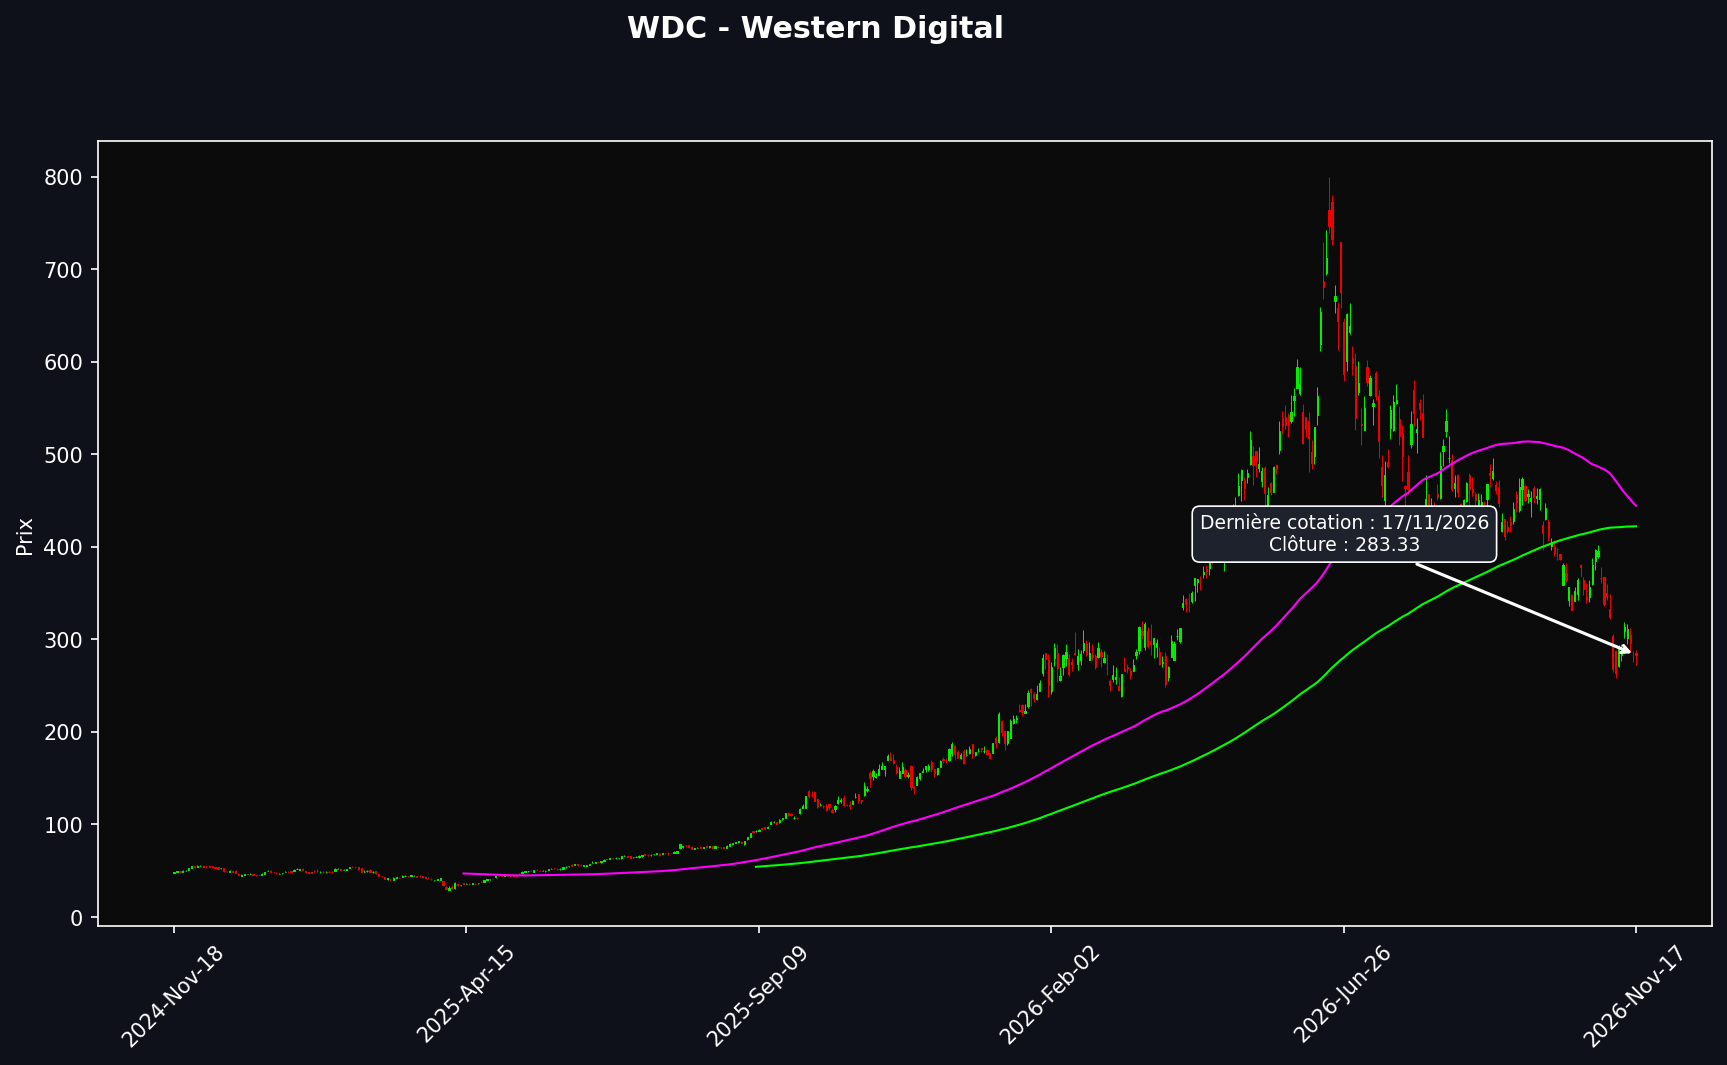 WDC - Western Digital
Prix
800
700
600
500
400
300
200
100
0
Dernière cotation : 17/11/2026
Clôture : 283.33
2024-Nov-18
2025-Apr-15
2025-Sep-09
2026-Feb-02
2026-Jun-26
2026-Nov-17